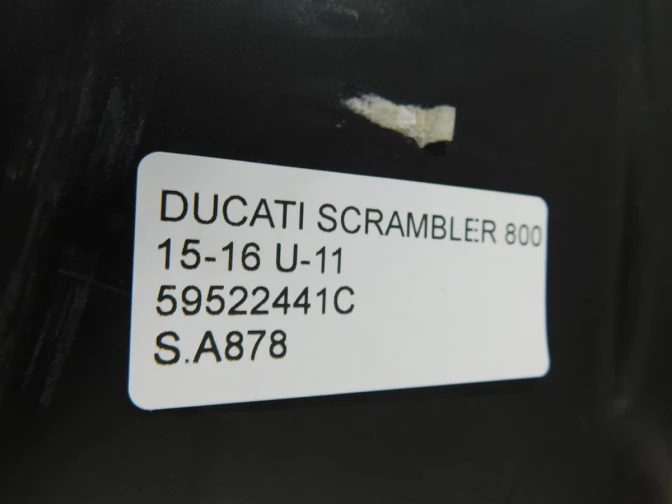 DUCATI SCRAMBLER 800
15-16 U-11
59522441C
S.A878